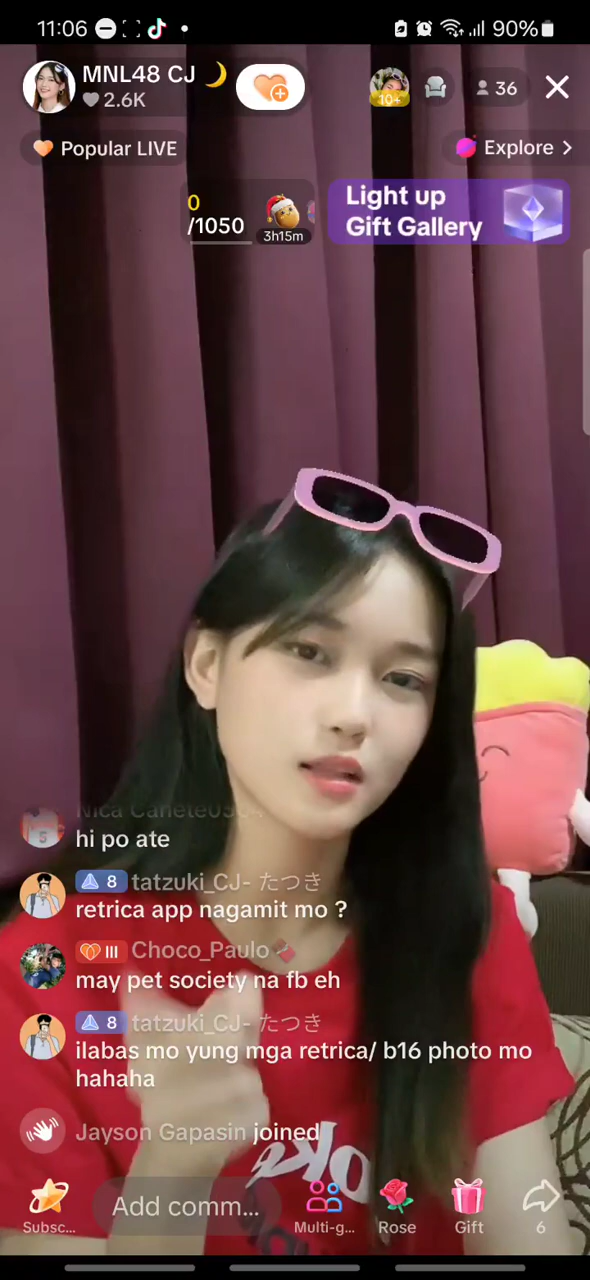 11:06
90%
MNL48 CJ 🌙
2.6K
10+
36
Popular LIVE
Explore >
0
/1050
3h15m
Light up
Gift Gallery
hi po ate
8 tatzuki_CJ- たつき
retrica app nagamit mo ?
III Choco_Paulo🍫
may pet society na fb eh
8 tatzuki_CJ- たつき
ilabas mo yung mga retrica/ b16 photo mo
hahaha
Jayson Gapasin joined
Subsc...
Add comm...
Multi-g...
Rose
Gift
6